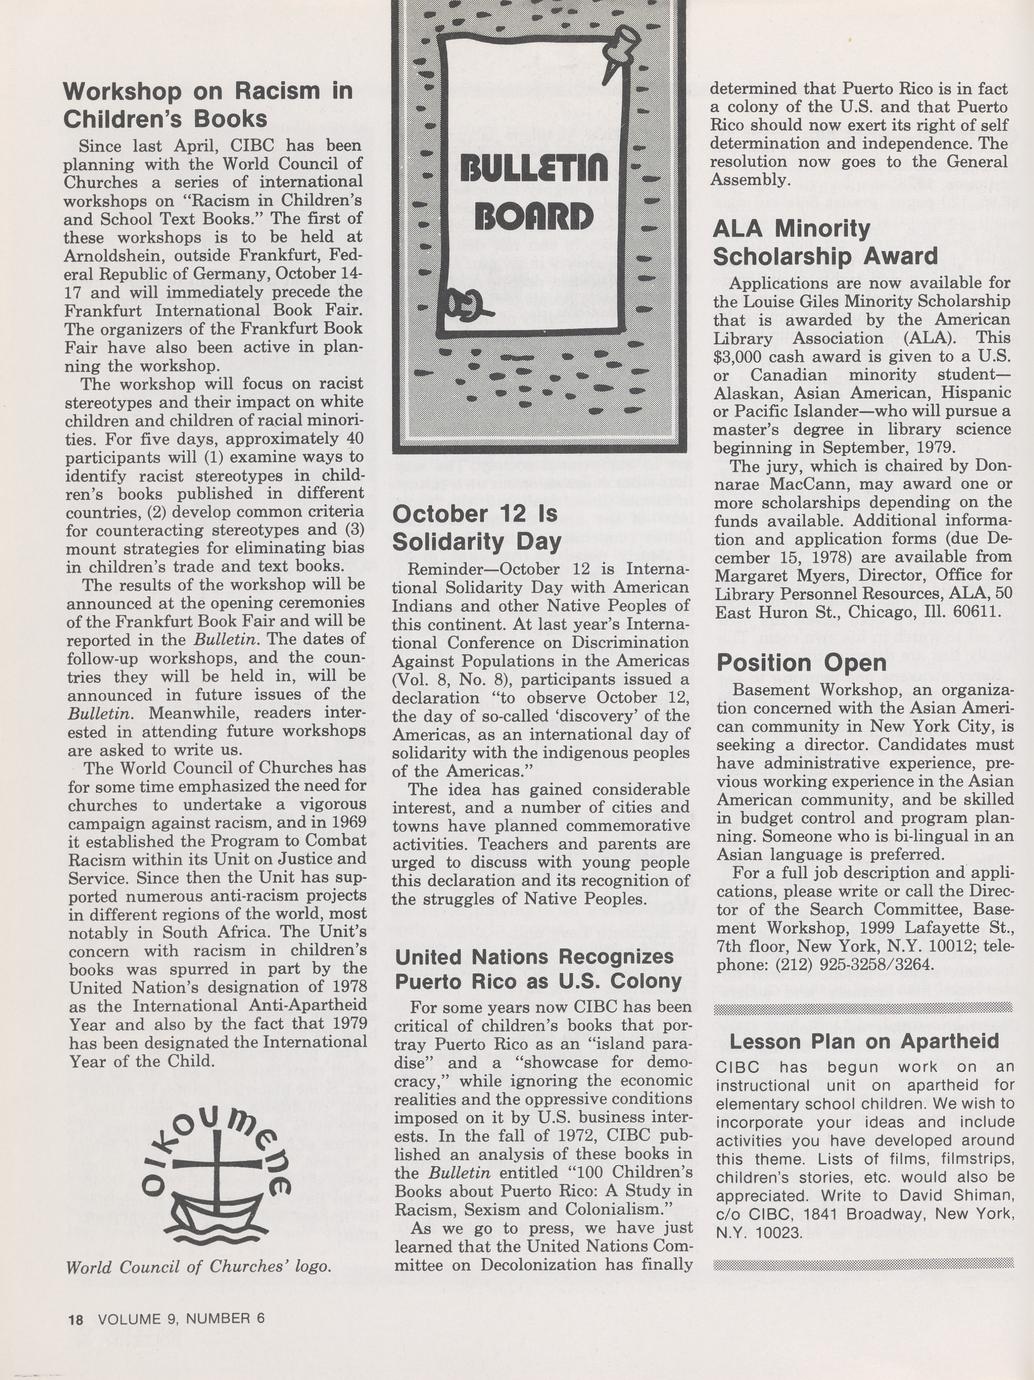 Workshop on Racism in
Children's Books
Since last April, CIBC has been
planning with the World Council of
Churches a series of international
workshops on "Racism in Children's
and School Text Books." The first of
these workshops is to be held at
Arnoldshein, outside Frankfurt, Fed-
eral Republic of Germany, October 14-
17 and will immediately precede the
Frankfurt International Book Fair.
The organizers of the Frankfurt Book
Fair have also been active in plan-
ning the workshop.
The workshop will focus on racist
stereotypes and their impact on white
children and children of racial minori-
ties. For five days, approximately 40
participants will (1) examine ways to
identify racist stereotypes in child-
ren's books published in different
countries, (2) develop common criteria
for counteracting stereotypes and (3)
mount strategies for eliminating bias
in children's trade and text books.
The results of the workshop will be
announced at the opening ceremonies
of the Frankfurt Book Fair and will be
reported in the Bulletin. The dates of
follow-up workshops, and the coun-
tries they will be held in, will be
announced in future issues of the
Bulletin. Meanwhile, readers inter-
ested in attending future workshops
are asked to write us.
The World Council of Churches has
for some time emphasized the need for
churches to undertake a vigorous
campaign against racism, and in 1969
it established the Program to Combat
Racism within its Unit on Justice and
Service. Since then the Unit has sup-
ported numerous anti-racism projects
in different regions of the world, most
notably in South Africa. The Unit's
concern with racism in children's
books was spurred in part by the
United Nation's designation of 1978
as the International Anti-Apartheid
Year and also by the fact that 1979
has been designated the International
Year of the Child.
OIKOUMENE
World Council of Churches' logo.
BULLETIN
BOARD
October 12 Is
Solidarity Day
Reminder—October 12 is Interna-
tional Solidarity Day with American
Indians and other Native Peoples of
this continent. At last year's Interna-
tional Conference on Discrimination
Against Populations in the Americas
(Vol. 8, No. 8), participants issued a
declaration "to observe October 12,
the day of so-called 'discovery' of the
Americas, as an international day of
solidarity with the indigenous peoples
of the Americas."
The idea has gained considerable
interest, and a number of cities and
towns have planned commemorative
activities. Teachers and parents are
urged to discuss with young people
this declaration and its recognition of
the struggles of Native Peoples.
United Nations Recognizes
Puerto Rico as U.S. Colony
For some years now CIBC has been
critical of children's books that por-
tray Puerto Rico as an "island para-
dise" and a "showcase for demo-
cracy," while ignoring the economic
realities and the oppressive conditions
imposed on it by U.S. business inter-
ests. In the fall of 1972, CIBC pub-
lished an analysis of these books in
the Bulletin entitled "100 Children's
Books about Puerto Rico: A Study in
Racism, Sexism and Colonialism."
As we go to press, we have just
learned that the United Nations Com-
mittee on Decolonization has finally
determined that Puerto Rico is in fact
a colony of the U.S. and that Puerto
Rico should now exert its right of self
determination and independence. The
resolution now goes to the General
Assembly.
ALA Minority
Scholarship Award
Applications are now available for
the Louise Giles Minority Scholarship
that is awarded by the American
Library Association (ALA). This
$3,000 cash award is given to a U.S.
or Canadian minority student—
Alaskan, Asian American, Hispanic
or Pacific Islander—who will pursue a
master's degree in library science
beginning in September, 1979.
The jury, which is chaired by Don-
narae MacCann, may award one or
more scholarships depending on the
funds available. Additional informa-
tion and application forms (due De-
cember 15, 1978) are available from
Margaret Myers, Director, Office for
Library Personnel Resources, ALA, 50
East Huron St., Chicago, Ill. 60611.
Position Open
Basement Workshop, an organiza-
tion concerned with the Asian Ameri-
can community in New York City, is
seeking a director. Candidates must
have administrative experience, pre-
vious working experience in the Asian
American community, and be skilled
in budget control and program plan-
ning. Someone who is bi-lingual in an
Asian language is preferred.
For a full job description and appli-
cations, please write or call the Direc-
tor of the Search Committee, Base-
ment Workshop, 1999 Lafayette St.,
7th floor, New York, N.Y. 10012; tele-
phone: (212) 925-3258/3264.
Lesson Plan on Apartheid
CIBC has begun work on an
instructional unit on apartheid for
elementary school children. We wish to
incorporate your ideas and include
activities you have developed around
this theme. Lists of films, filmstrips,
children's stories, etc. would also be
appreciated. Write to David Shiman,
c/o CIBC, 1841 Broadway, New York,
N.Y. 10023.
18 VOLUME 9, NUMBER 6